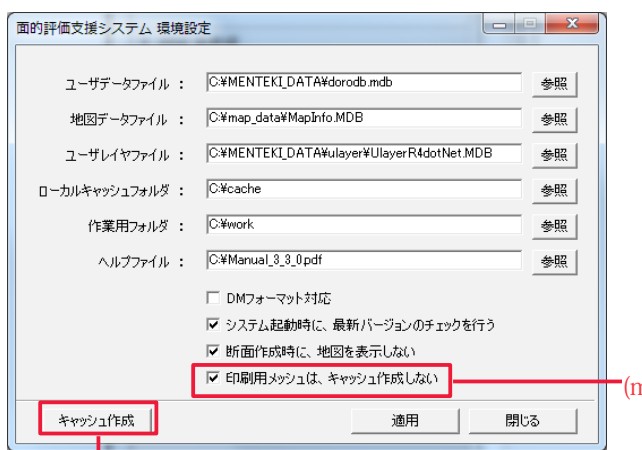 面的評価支援システム 環境設定
ユーザデータファイル : C:¥MENTEKI_DATA¥dorodb.mdb 参照
地図データファイル : C:¥map_data¥MapInfo.MDB 参照
ユーザレイヤファイル : C:¥MENTEKI_DATA¥ulayer¥UlayerR4dotNet.MDB 参照
ローカルキャッシュフォルダ : C:¥cache 参照
作業用フォルダ : C:¥work 参照
ヘルプファイル : C:¥Manual_3_3_0.pdf 参照
DMフォーマット対応
システム起動時に、最新バージョンのチェックを行う
断面作成時に、地図を表示しない
印刷用メッシュは、キャッシュ作成しない
キャッシュ作成 適用 閉じる